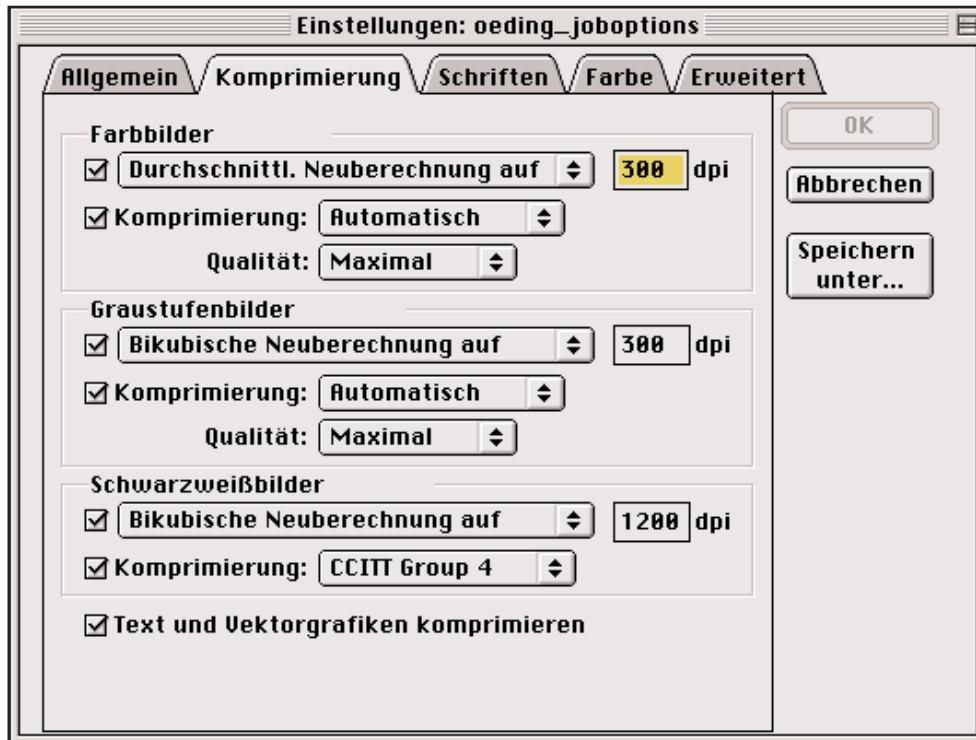 Einstellungen: oeding_joboptions
Allgemein Komprimierung Schriften Farbe Erweitert
Farbbilder
Durchschnittl. Neuberechnung auf 300 dpi
Komprimierung: Automatisch
Qualität: Maximal
Graustufenbilder
Bikubische Neuberechnung auf 300 dpi
Komprimierung: Automatisch
Qualität: Maximal
Schwarzweißbilder
Bikubische Neuberechnung auf 1200 dpi
Komprimierung: CCITT Group 4
Text und Vektorgrafiken komprimieren
OK
Abbrechen
Speichern
unter...